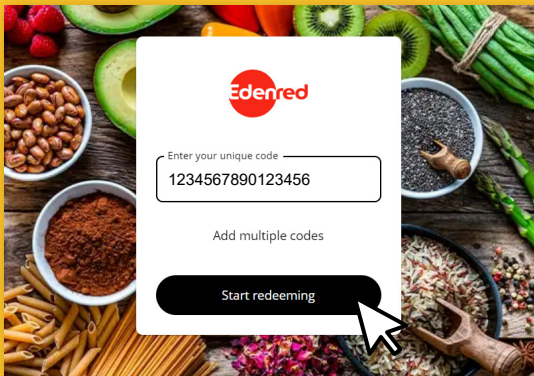 Edenred
Enter your unique code
1234567890123456
Add multiple codes
Start redeeming